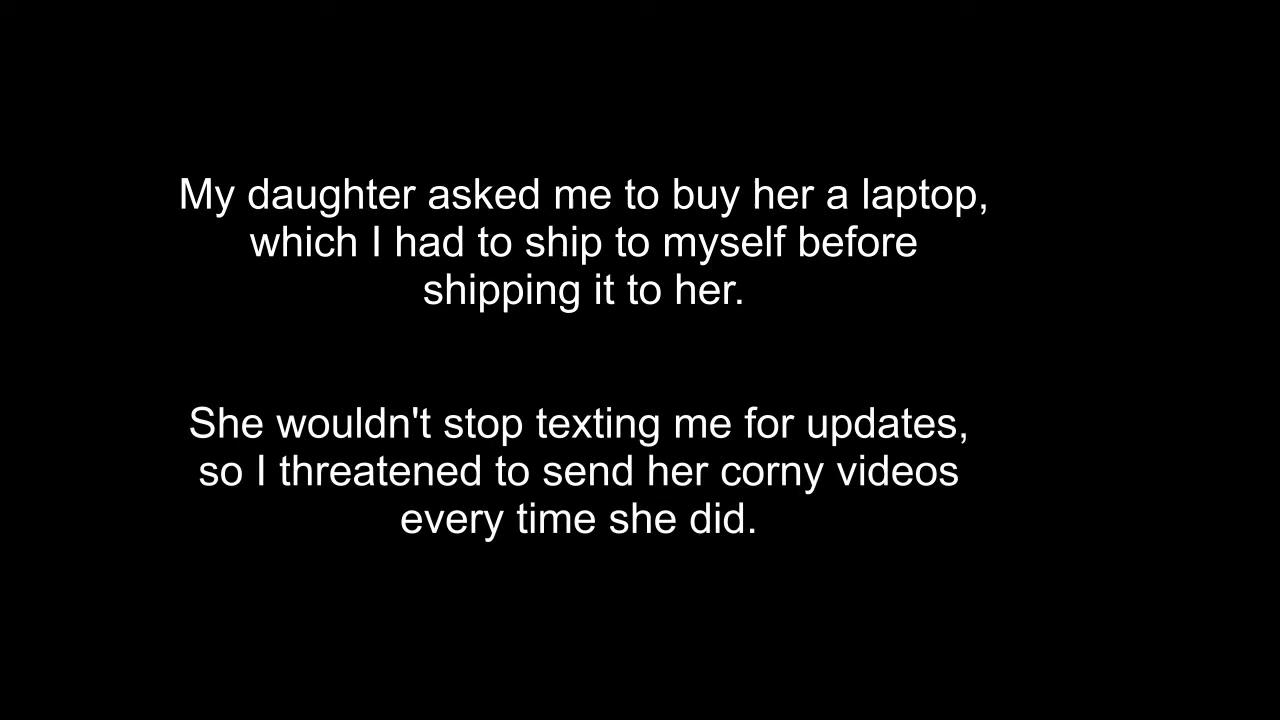 My daughter asked me to buy her a laptop,
which I had to ship to myself before
shipping it to her.
She wouldn't stop texting me for updates,
so I threatened to send her corny videos
every time she did.